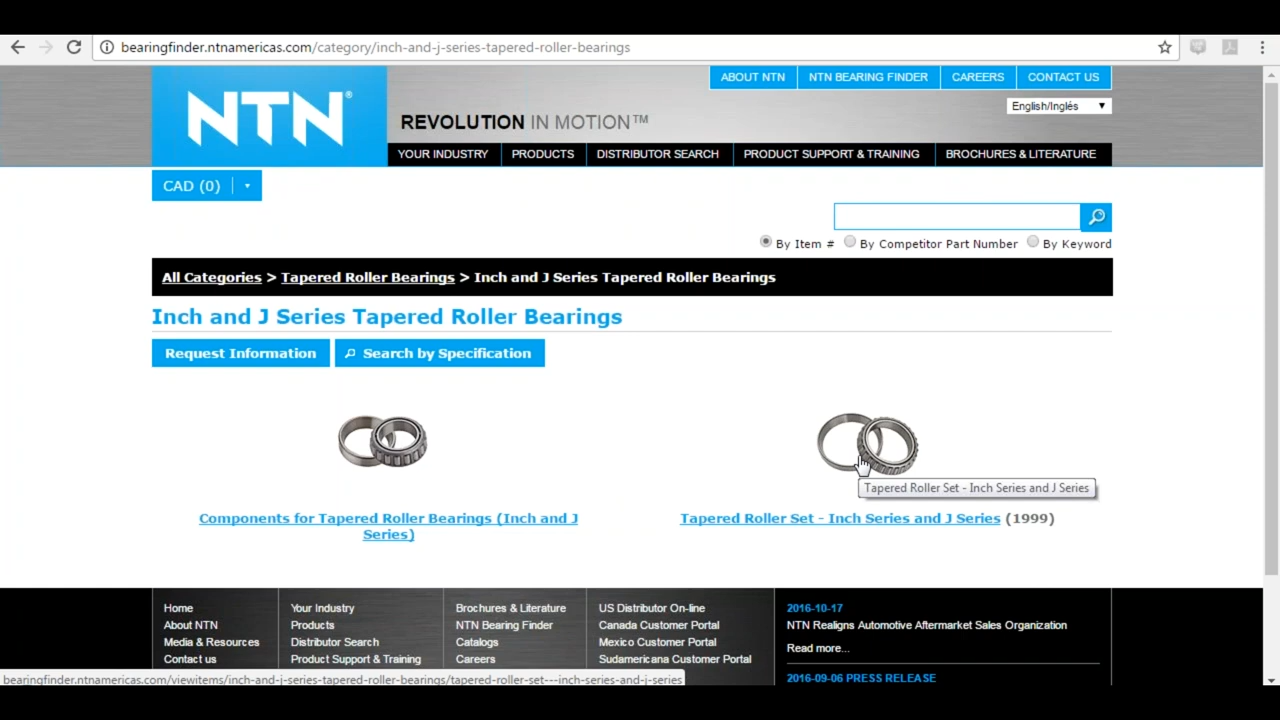 bearingfinder.ntnamericas.com/category/inch-and-j-series-tapered-roller-bearings
ABOUT NTN
NTN BEARING FINDER
CAREERS
CONTACT US
NTN®
English/Inglés
REVOLUTION IN MOTION™
YOUR INDUSTRY
PRODUCTS
DISTRIBUTOR SEARCH
PRODUCT SUPPORT & TRAINING
BROCHURES & LITERATURE
CAD (0)
By Item #
By Competitor Part Number
By Keyword
All Categories > Tapered Roller Bearings > Inch and J Series Tapered Roller Bearings
Inch and J Series Tapered Roller Bearings
Request Information
Search by Specification
Tapered Roller Set - Inch Series and J Series
Components for Tapered Roller Bearings (Inch and J
Series)
Tapered Roller Set - Inch Series and J Series (1999)
Home
About NTN
Media & Resources
Contact us
Your Industry
Products
Distributor Search
Product Support & Training
Brochures & Literature
NTN Bearing Finder
Catalogs
Careers
US Distributor On-line
Canada Customer Portal
Mexico Customer Portal
Sudamericana Customer Portal
2016-10-17
NTN Realigns Automotive Aftermarket Sales Organization
Read more...
2016-09-06 PRESS RELEASE
bearingfinder.ntnamericas.com/viewitems/inch-and-j-series-tapered-roller-bearings/tapered-roller-set---inch-series-and-j-series